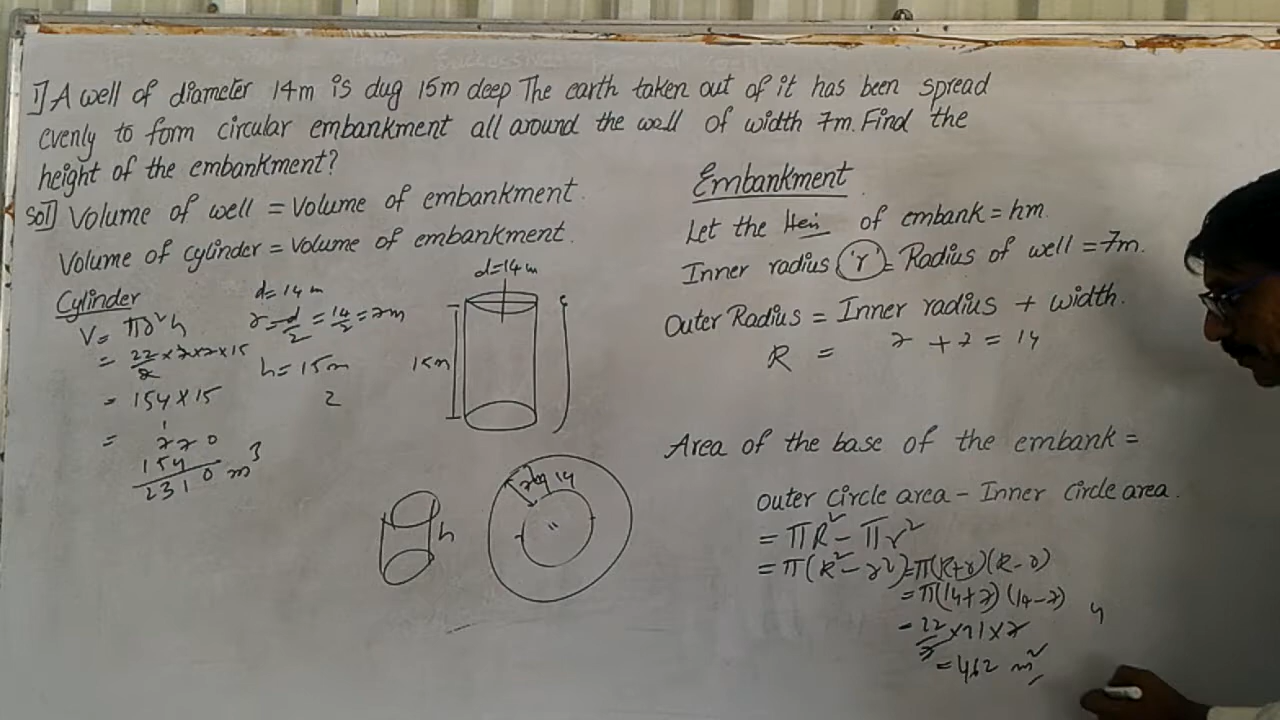 1] A well of diameter 14m is dug 15m deep The earth taken out of it has been spread
evenly to form circular embankment all around the well of width 7m. Find the
height of the embankment?
Sol] Volume of well = Volume of embankment.
Volume of cylinder = Volume of embankment.
Cylinder
V = πr²h
= 22/7 × 7 × 7 × 15
= 154 × 15
= 770
154
2310 m³
d = 14 m
r = d/2 = 14/2 = 7m
h = 15m
2
d = 14 m
15m
h
14
Embankment
Let the Hei of embank = hm.
Inner radius 'r' = Radius of well = 7m.
Outer Radius = Inner radius + width.
R = 7 + 7 = 14
Area of the base of the embank =
Outer circle area - Inner circle area.
= πR² - πr²
= π(R² - r²) = π(R+r)(R-r)
= π(14+7)(14-7)
= 22/7 × 21 × 7
= 462 m²